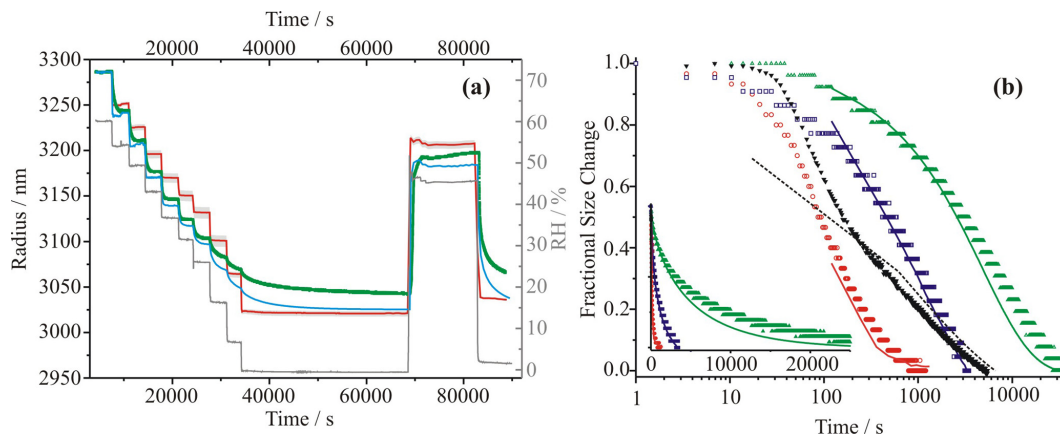 Time / s
20000 40000 60000 80000
3300
3250
3200
3150
3100
3050
3000
2950
Radius / nm
(a)
70
60
50
40
30
20
10
0
RH / %
20000 40000 60000 80000
Time / s
(b)
1.0
0.8
0.6
0.4
0.2
0.0
Fractional Size Change
0 10000 20000
1 10 100 1000 10000
Time / s